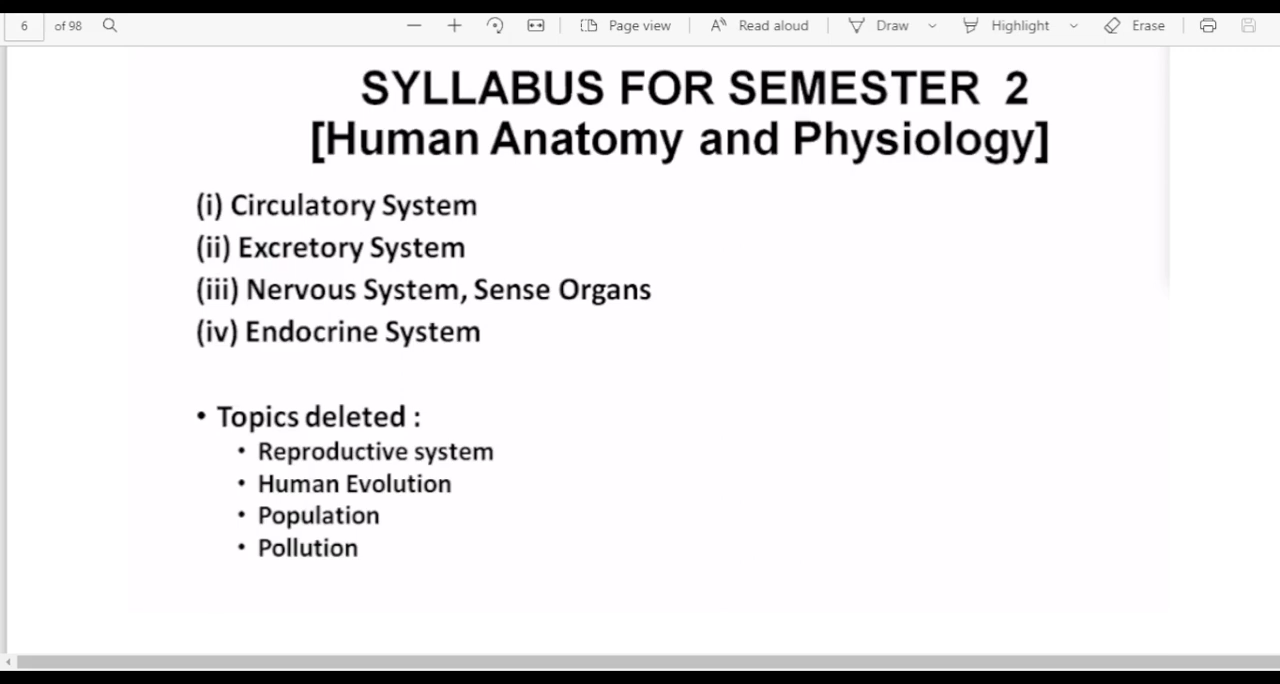 6 of 98 Page view Read aloud Draw Highlight Erase
SYLLABUS FOR SEMESTER 2
[Human Anatomy and Physiology]
(i) Circulatory System
(ii) Excretory System
(iii) Nervous System, Sense Organs
(iv) Endocrine System
• Topics deleted :
• Reproductive system
• Human Evolution
• Population
• Pollution